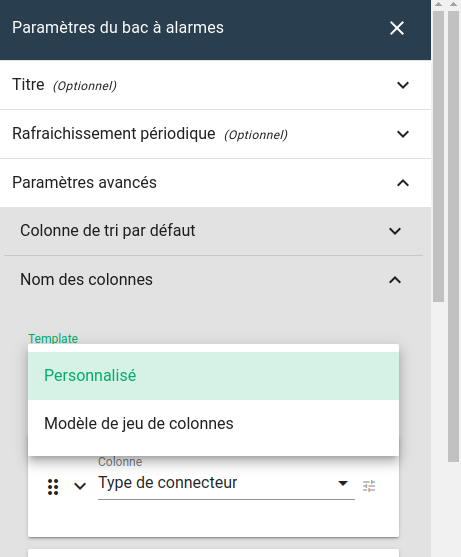 Paramètres du bac à alarmes
Titre (Optionnel)
Rafraichissement périodique (Optionnel)
Paramètres avancés
Colonne de tri par défaut
Nom des colonnes
Template
Personnalisé
Modèle de jeu de colonnes
Colonne
Type de connecteur